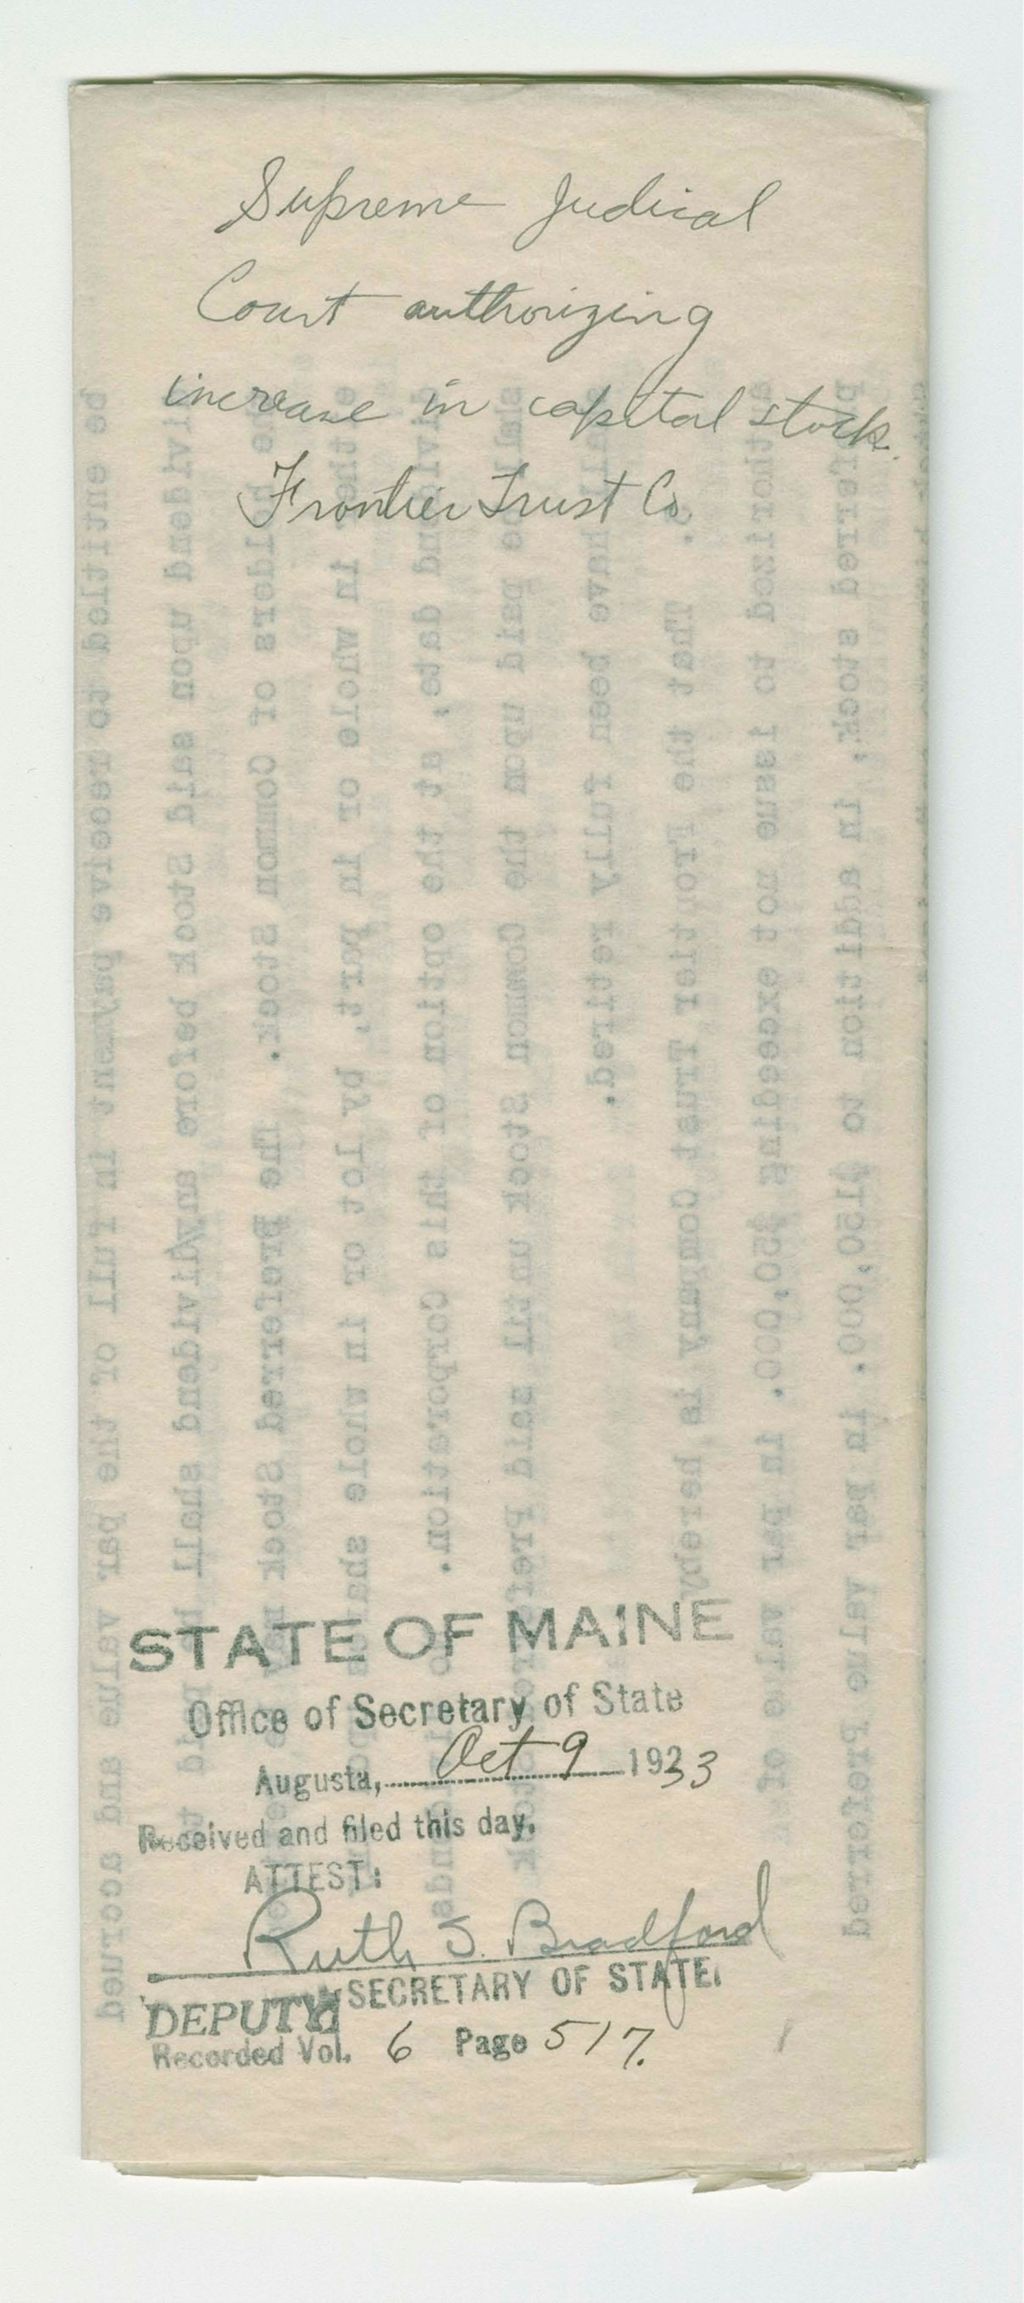 Supreme Judicial
Court authorizing
increase in capital stock.
Frontier Trust Co.
STATE OF MAINE
Office of Secretary of State
Augusta, Oct 9 1933
Received and filed this day.
ATTEST:
Ruth S. Bradford
DEPUTY SECRETARY OF STATE.
Recorded Vol. 6 Page 517.